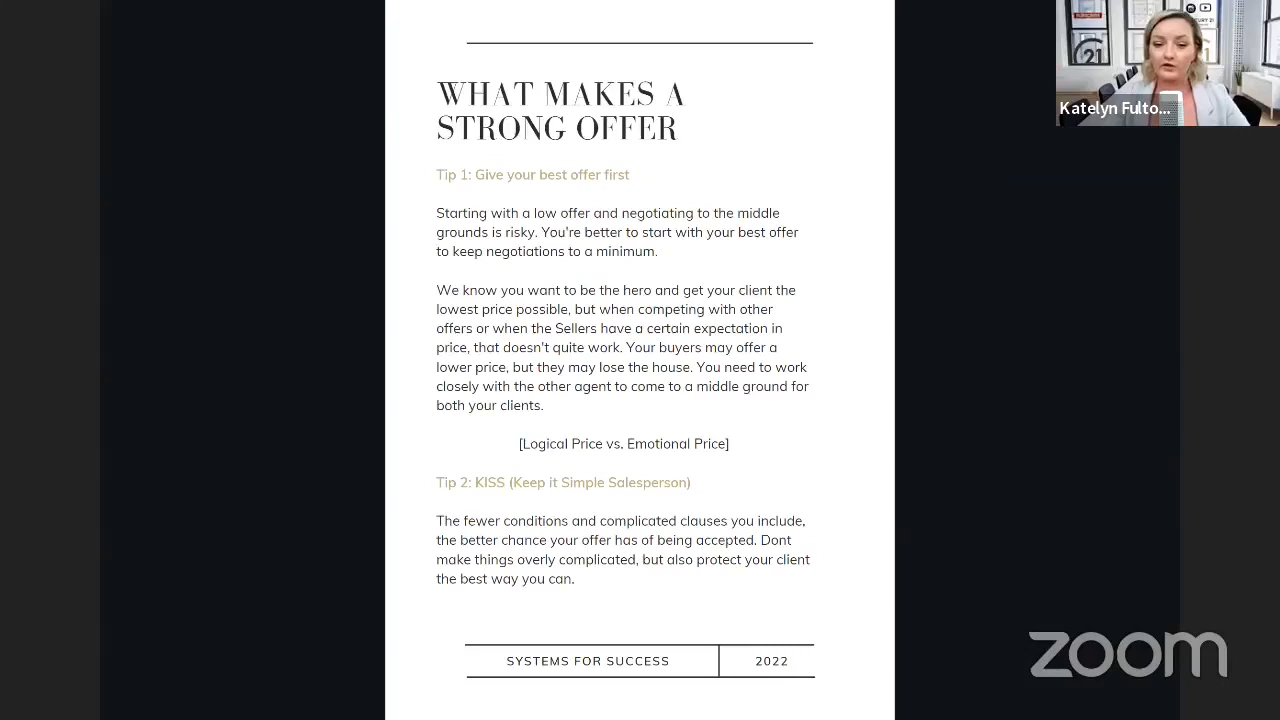 WHAT MAKES A
STRONG OFFER
Tip 1: Give your best offer first
Starting with a low offer and negotiating to the middle
grounds is risky. You're better to start with your best offer
to keep negotiations to a minimum.
We know you want to be the hero and get your client the
lowest price possible, but when competing with other
offers or when the Sellers have a certain expectation in
price, that doesn't quite work. Your buyers may offer a
lower price, but they may lose the house. You need to work
closely with the other agent to come to a middle ground for
both your clients.
[Logical Price vs. Emotional Price]
Tip 2: KISS (Keep it Simple Salesperson)
The fewer conditions and complicated clauses you include,
the better chance your offer has of being accepted. Dont
make things overly complicated, but also protect your client
the best way you can.
SYSTEMS FOR SUCCESS 2022
Katelyn Fulto...
21
zoom